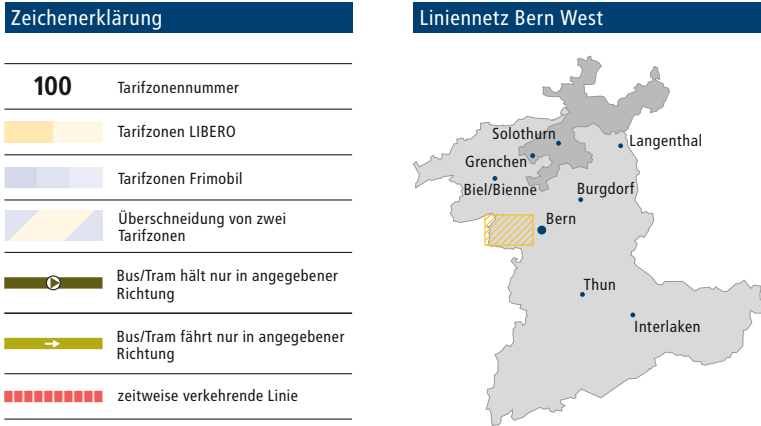 Zeichenerklärung
100 Tarifzonennummer
Tarifzonen LIBERO
Tarifzonen Frimobil
Überschneidung von zwei
Tarifzonen
Bus/Tram hält nur in angegebener
Richtung
Bus/Tram fährt nur in angegebener
Richtung
zeitweise verkehrende Linie
Liniennetz Bern West
Solothurn
Langenthal
Grenchen
Biel/Bienne
Burgdorf
Bern
Thun
Interlaken